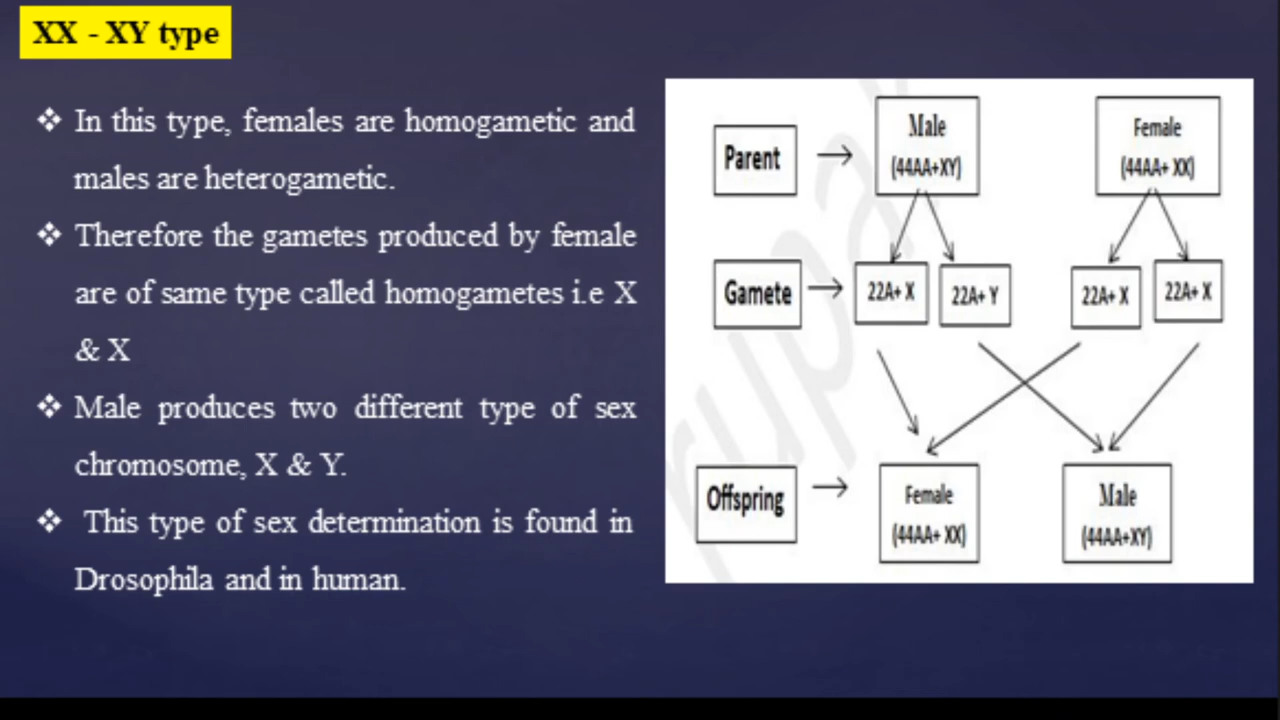 XX - XY type
❖ In this type, females are homogametic and
males are heterogametic.
❖ Therefore the gametes produced by female
are of same type called homogametes i.e X
& X
❖ Male produces two different type of sex
chromosome, X & Y.
❖ This type of sex determination is found in
Drosophila and in human.
Parent → Male Female
(44AA+XY) (44AA+ XX)
Gamete → 22A+ X 22A+ Y 22A+ X 22A+ X
Offspring → Female Male
(44AA+ XX) (44AA+XY)
rupa